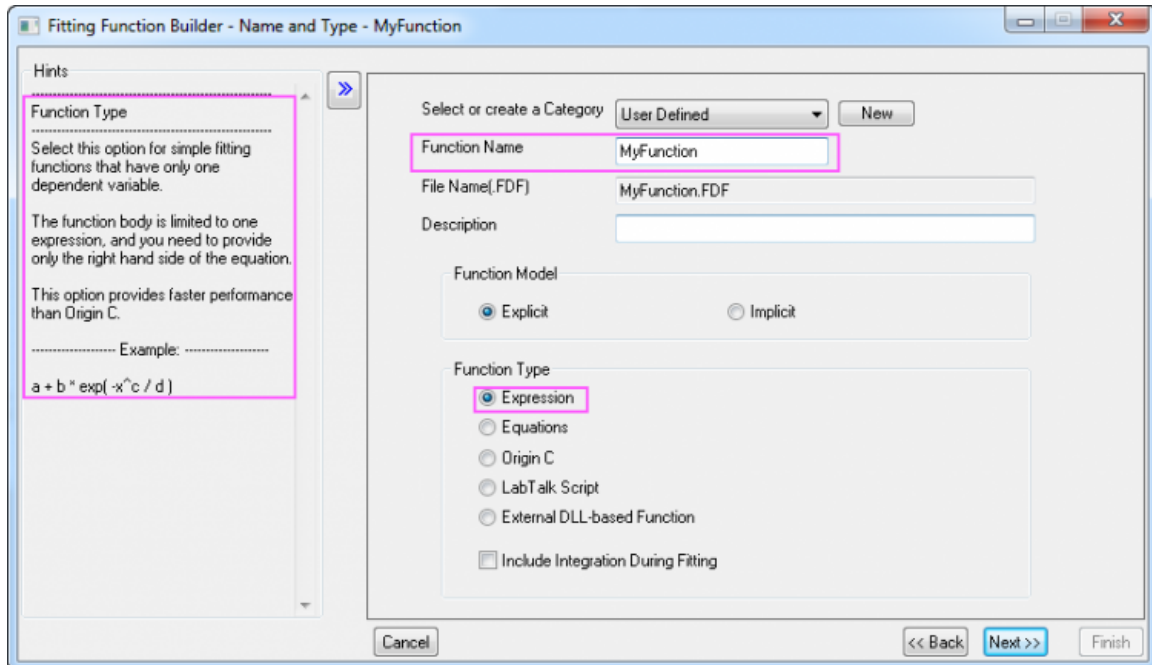 Fitting Function Builder - Name and Type - MyFunction
Hints
------------------------------------------------------------
Function Type
------------------------------------------------------------
Select this option for simple fitting
functions that have only one
dependent variable.
The function body is limited to one
expression, and you need to provide
only the right hand side of the equation.
This option provides faster performance
than Origin C.
--------------------- Example: ---------------------
a + b * exp( -x^c / d )
Select or create a Category User Defined New
Function Name MyFunction
File Name(.FDF) MyFunction.FDF
Description
Function Model
Explicit Implicit
Function Type
Expression
Equations
Origin C
LabTalk Script
External DLL-based Function
Include Integration During Fitting
Cancel << Back Next >> Finish